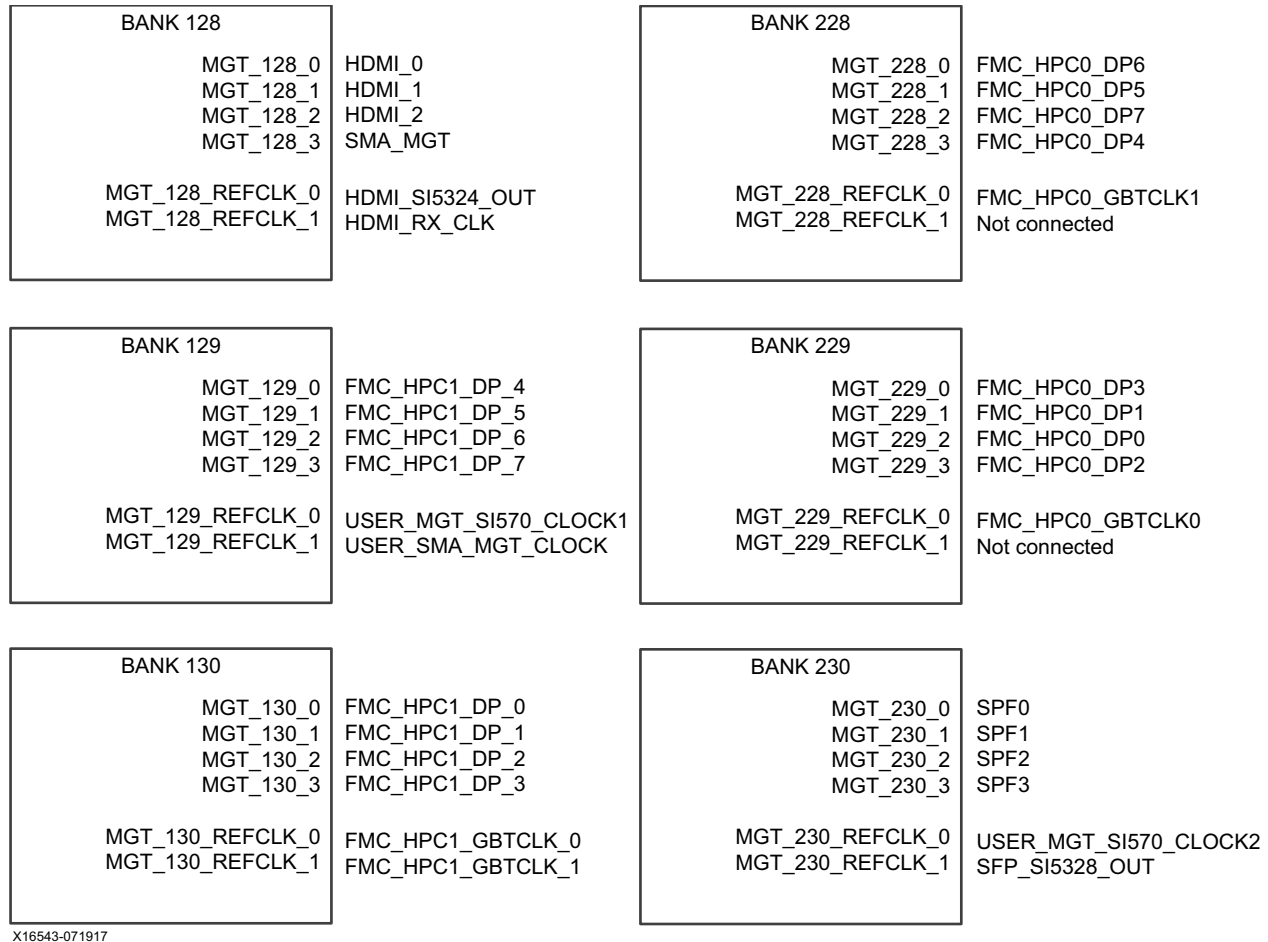 BANK 128
MGT_128_0 HDMI_0
MGT_128_1 HDMI_1
MGT_128_2 HDMI_2
MGT_128_3 SMA_MGT
MGT_128_REFCLK_0 HDMI_SI5324_OUT
MGT_128_REFCLK_1 HDMI_RX_CLK
BANK 228
MGT_228_0 FMC_HPC0_DP6
MGT_228_1 FMC_HPC0_DP5
MGT_228_2 FMC_HPC0_DP7
MGT_228_3 FMC_HPC0_DP4
MGT_228_REFCLK_0 FMC_HPC0_GBTCLK1
MGT_228_REFCLK_1 Not connected
BANK 129
MGT_129_0 FMC_HPC1_DP_4
MGT_129_1 FMC_HPC1_DP_5
MGT_129_2 FMC_HPC1_DP_6
MGT_129_3 FMC_HPC1_DP_7
MGT_129_REFCLK_0 USER_MGT_SI570_CLOCK1
MGT_129_REFCLK_1 USER_SMA_MGT_CLOCK
BANK 229
MGT_229_0 FMC_HPC0_DP3
MGT_229_1 FMC_HPC0_DP1
MGT_229_2 FMC_HPC0_DP0
MGT_229_3 FMC_HPC0_DP2
MGT_229_REFCLK_0 FMC_HPC0_GBTCLK0
MGT_229_REFCLK_1 Not connected
BANK 130
MGT_130_0 FMC_HPC1_DP_0
MGT_130_1 FMC_HPC1_DP_1
MGT_130_2 FMC_HPC1_DP_2
MGT_130_3 FMC_HPC1_DP_3
MGT_130_REFCLK_0 FMC_HPC1_GBTCLK_0
MGT_130_REFCLK_1 FMC_HPC1_GBTCLK_1
BANK 230
MGT_230_0 SPF0
MGT_230_1 SPF1
MGT_230_2 SPF2
MGT_230_3 SPF3
MGT_230_REFCLK_0 USER_MGT_SI570_CLOCK2
MGT_230_REFCLK_1 SFP_SI5328_OUT
X16543-071917